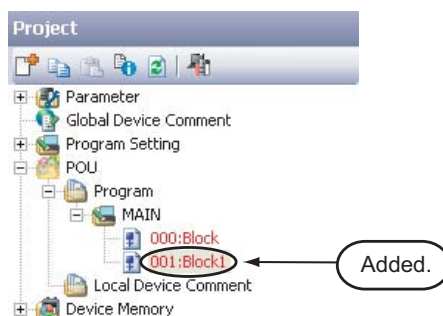 Project
Parameter
Global Device Comment
Program Setting
POU
Program
MAIN
000:Block
001:Block1
Added.
Local Device Comment
Device Memory